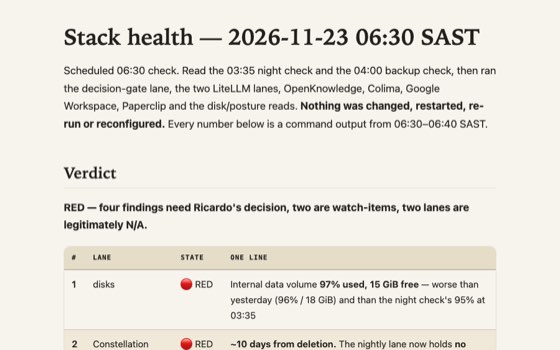 Stack health — 2026-11-23 06:30 SAST
Scheduled 06:30 check. Read the 03:35 night check and the 04:00 backup check, then ran
the decision-gate lane, the two LiteLLM lanes, OpenKnowledge, Colima, Google
Workspace, Paperclip and the disk/posture reads. Nothing was changed, restarted, re-
run or reconfigured. Every number below is a command output from 06:30–06:40 SAST.
Verdict
RED — four findings need Ricardo's decision, two are watch-items, two lanes are
legitimately N/A.
# LANE STATE ONE LINE
1 disks 🔴 RED Internal data volume 97% used, 15 GiB free — worse than
yesterday (96% / 18 GiB) and than the night check's 95% at
03:35
2 Constellation 🔴 RED ~10 days from deletion. The nightly lane now holds no